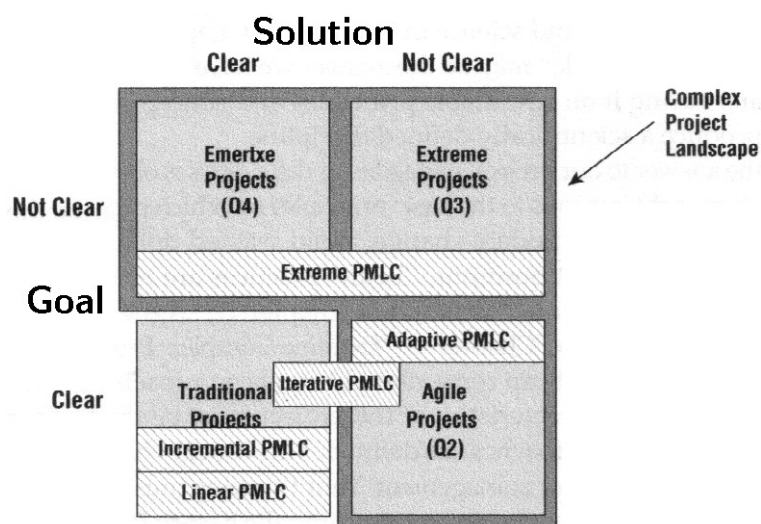 Solution
Clear
Not Clear
Complex
Project
Landscape
Emertxe
Projects
(Q4)
Extreme
Projects
(Q3)
Not Clear
Extreme PMLC
Goal
Adaptive PMLC
Iterative PMLC
Clear
Traditional
Projects
Agile
Projects
(Q2)
Incremental PMLC
Linear PMLC